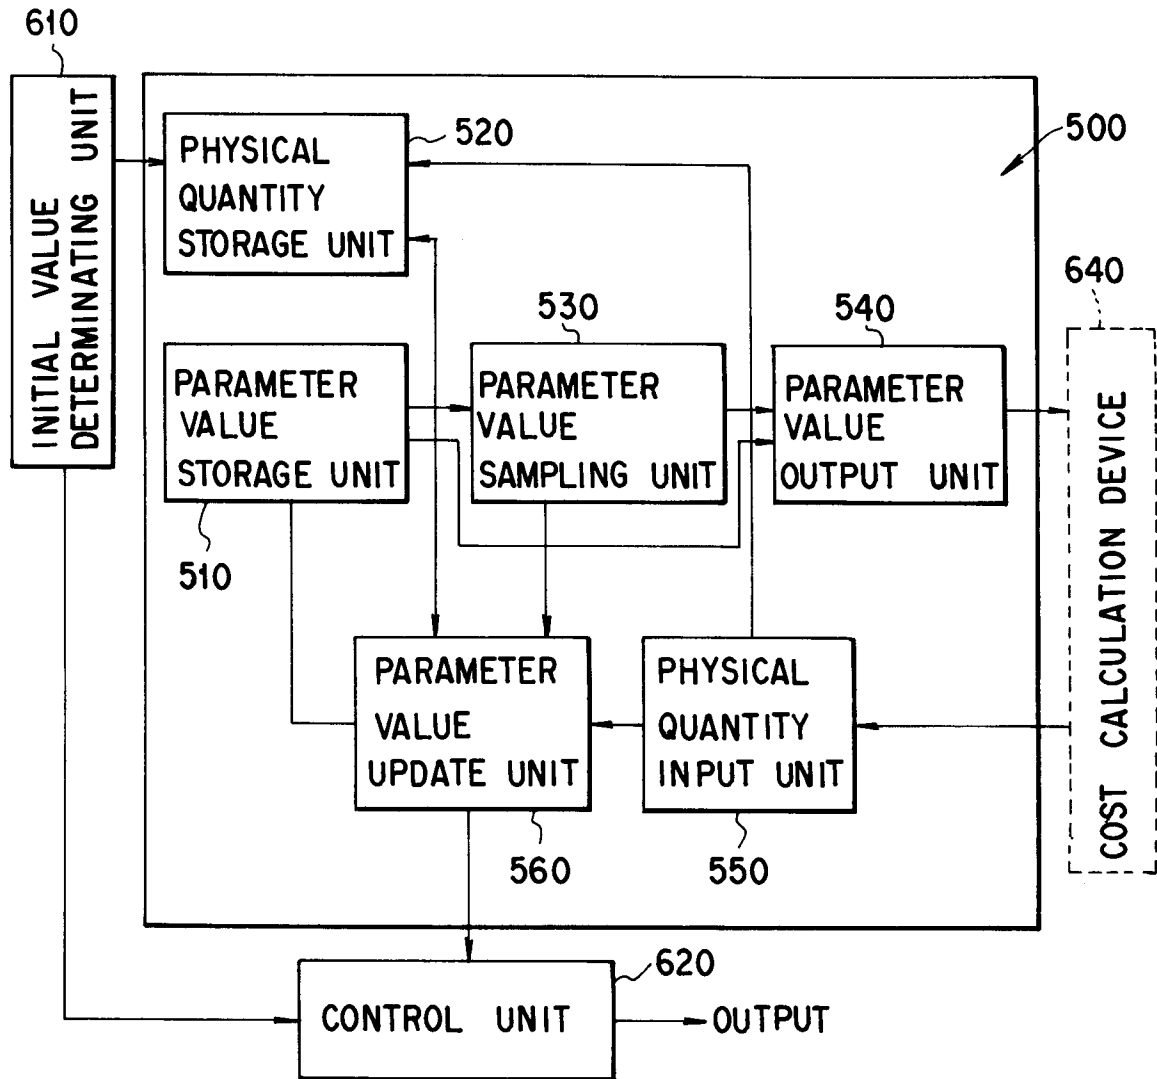 610
INITIAL VALUE
DETERMINATING UNIT
PHYSICAL
QUANTITY
STORAGE UNIT
520
500
640
530
540
PARAMETER
VALUE
STORAGE UNIT
PARAMETER
VALUE
SAMPLING UNIT
PARAMETER
VALUE
OUTPUT UNIT
510
COST CALCULATION DEVICE
PARAMETER
VALUE
UPDATE UNIT
PHYSICAL
QUANTITY
INPUT UNIT
560
550
620
CONTROL UNIT
OUTPUT